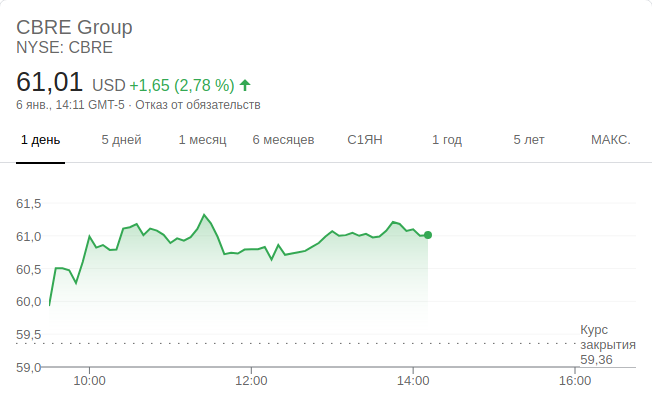 CBRE Group
NYSE: CBRE
61,01 USD +1,65 (2,78 %)
6 янв., 14:11 GMT-5 · Отказ от обязательств
1 день 5 дней 1 месяц 6 месяцев С1ЯН 1 год 5 лет МАКС.
61,5
61,0
60,5
60,0
59,5
59,0
Курс
закрытия
59,36
10:00 12:00 14:00 16:00